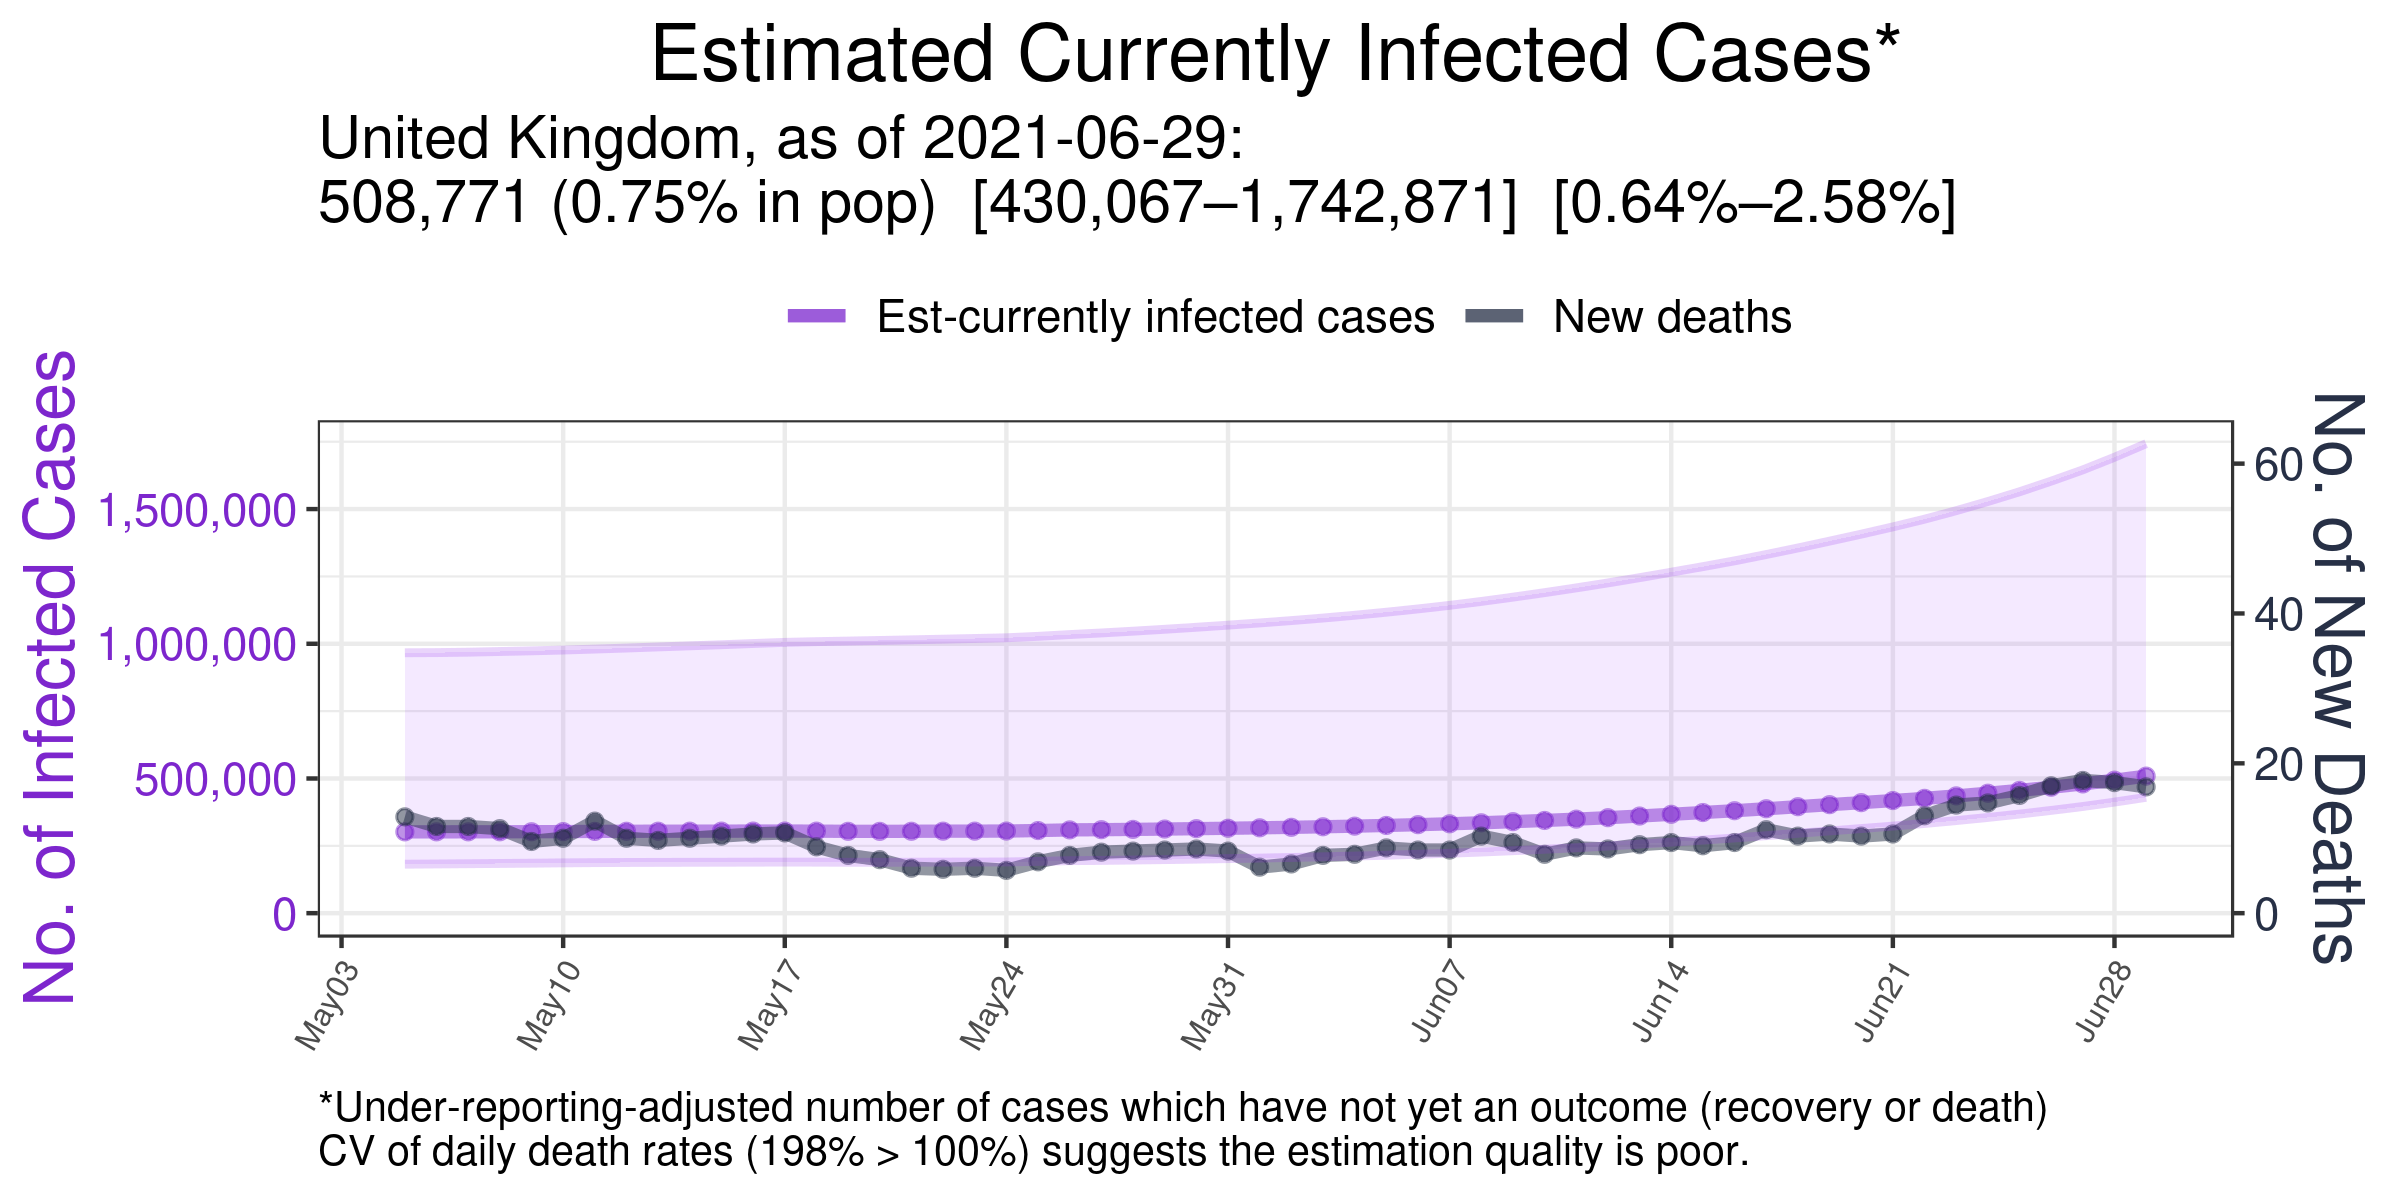 Estimated Currently Infected Cases*
United Kingdom, as of 2021-06-29:
508,771 (0.75% in pop) [430,067–1,742,871] [0.64%–2.58%]
Est-currently infected cases
New deaths
No. of Infected Cases
1,500,000
1,000,000
500,000
0
60
40
20
0
No. of New Deaths
May03
May10
May17
May24
May31
Jun07
Jun14
Jun21
Jun28
*Under-reporting-adjusted number of cases which have not yet an outcome (recovery or death)
CV of daily death rates (198% > 100%) suggests the estimation quality is poor.